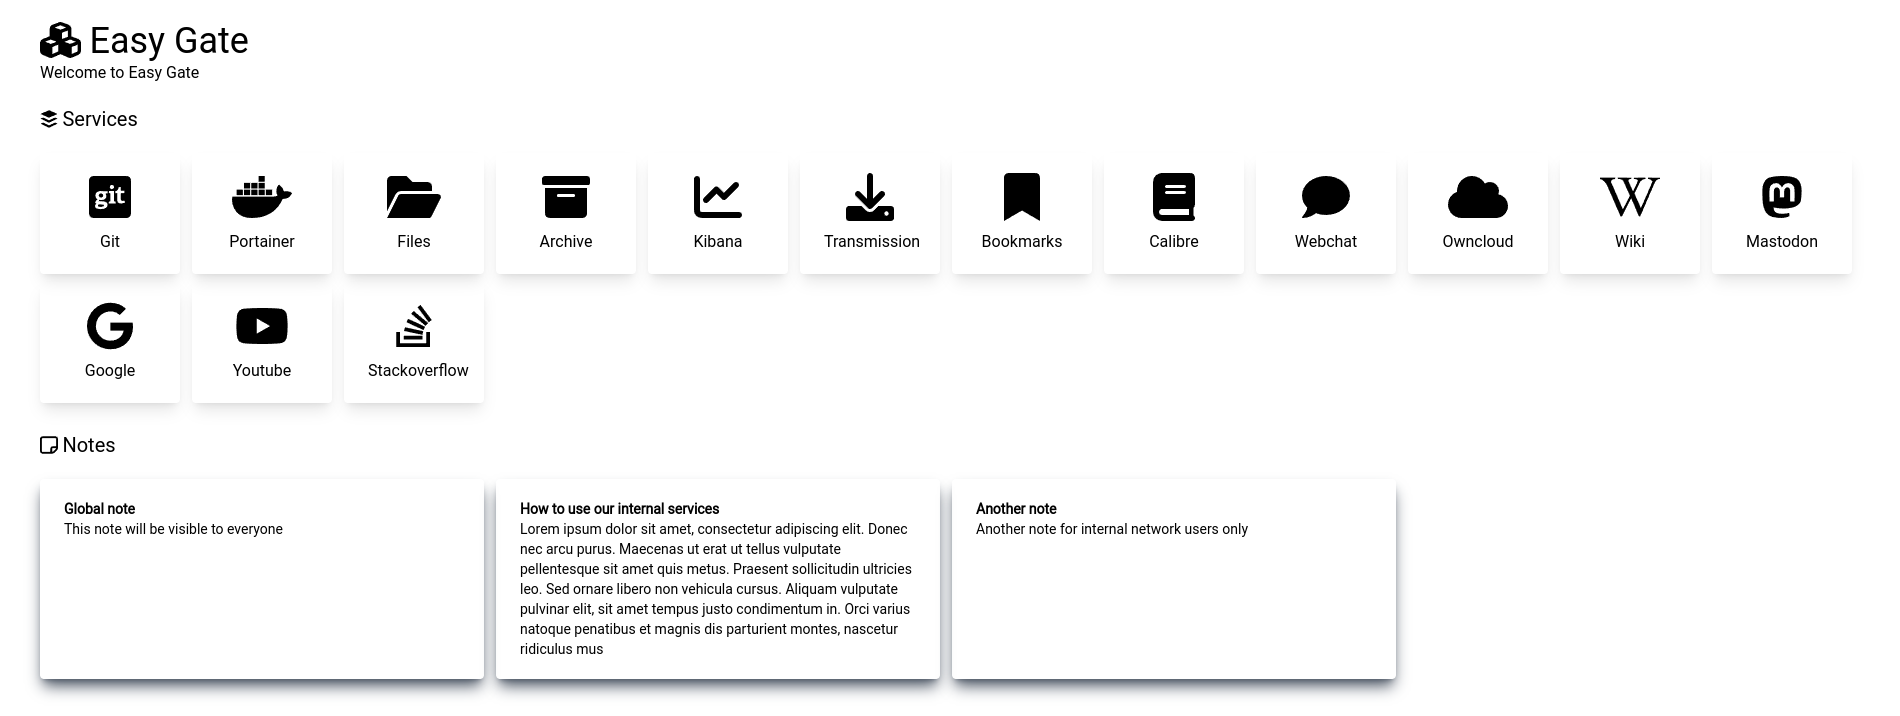 Easy Gate
Welcome to Easy Gate
Services
git
Git
Portainer
Files
Archive
Kibana
Transmission
Bookmarks
Calibre
Webchat
Owncloud
Wiki
Mastodon
Google
Youtube
Stackoverflow
Notes
Global note
This note will be visible to everyone
How to use our internal services
Lorem ipsum dolor sit amet, consectetur adipiscing elit. Donec
nec arcu purus. Maecenas ut erat ut tellus vulputate
pellentesque sit amet quis metus. Praesent sollicitudin ultricies
leo. Sed ornare libero non vehicula cursus. Aliquam vulputate
pulvinar elit, sit amet tempus justo condimentum in. Orci varius
natoque penatibus et magnis dis parturient montes, nascetur
ridiculus mus
Another note
Another note for internal network users only